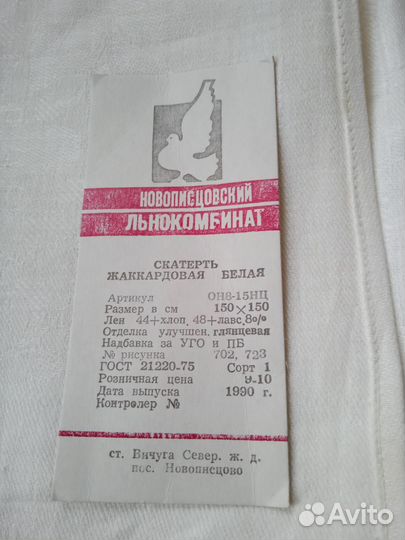 НОВОПИСЦОВСКИЙ
ЛЬНОКОМБИНАТ
СКАТЕРТЬ
ЖАККАРДОВАЯ БЕЛАЯ
Артикул ОН8-15НЦ
Размер в см 150×150
Лен 44+хлоп. 48+лавс. 8%
Отделка улучшен. глянцевая
Надбавка за УГО и ПБ
№ рисунка 702, 723
ГОСТ 21220-75 Сорт 1
Розничная цена 9-10
Дата выпуска 1990 г.
Контролер №
ст. Вичуга Север. ж. д.
пос. Новописцово
Avito